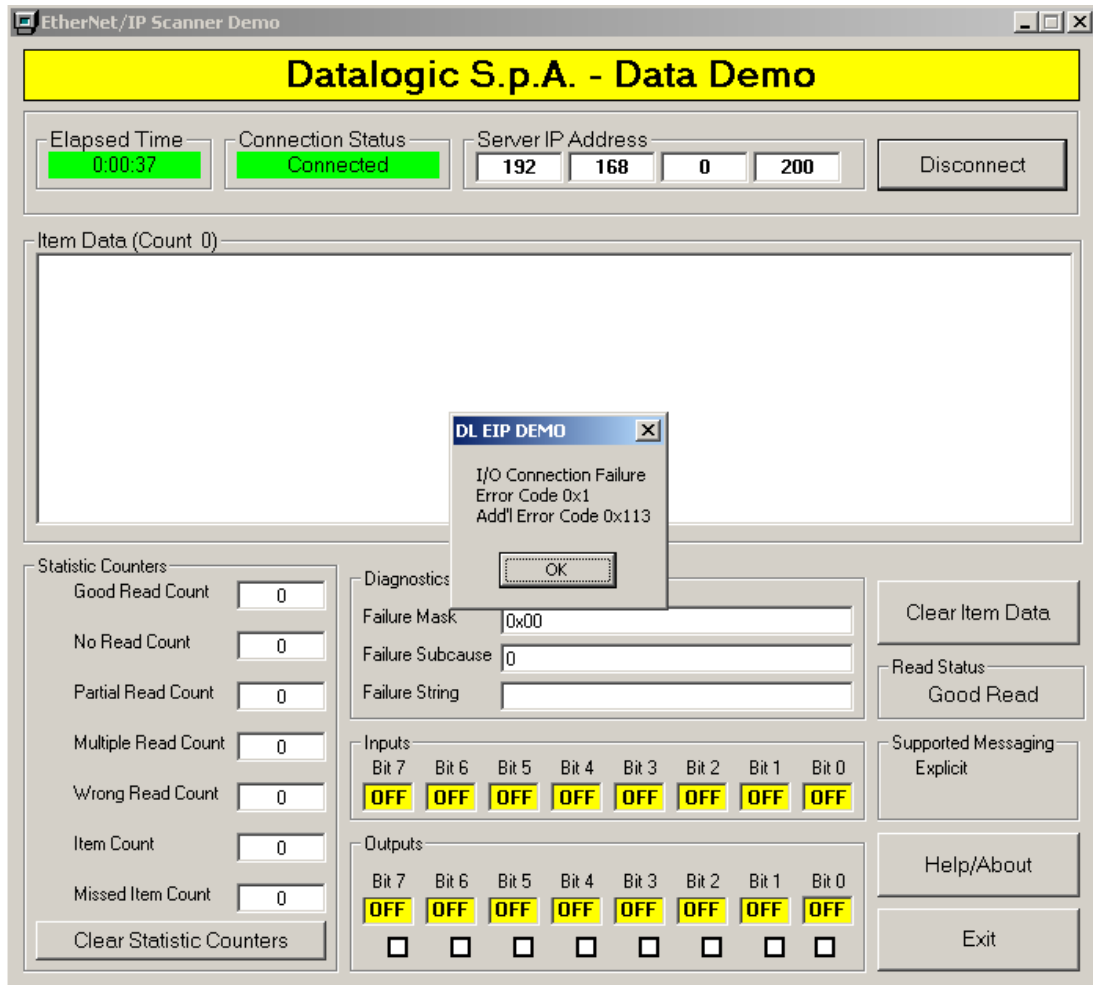 EtherNet/IP Scanner Demo
Datalogic S.p.A. - Data Demo
Elapsed Time
0:00:37
Connection Status
Connected
Server IP Address
192 168 0 200
Disconnect
Item Data (Count 0)
DL EIP DEMO
I/O Connection Failure
Error Code 0x1
Add'l Error Code 0x113
OK
Statistic Counters
Good Read Count 0
No Read Count 0
Partial Read Count 0
Multiple Read Count 0
Wrong Read Count 0
Item Count 0
Missed Item Count 0
Clear Statistic Counters
Diagnostics
Failure Mask 0x00
Failure Subcause 0
Failure String
Inputs
Bit 7 Bit 6 Bit 5 Bit 4 Bit 3 Bit 2 Bit 1 Bit 0
OFF OFF OFF OFF OFF OFF OFF OFF
Outputs
Bit 7 Bit 6 Bit 5 Bit 4 Bit 3 Bit 2 Bit 1 Bit 0
OFF OFF OFF OFF OFF OFF OFF OFF
Clear Item Data
Read Status
Good Read
Supported Messaging
Explicit
Help/About
Exit